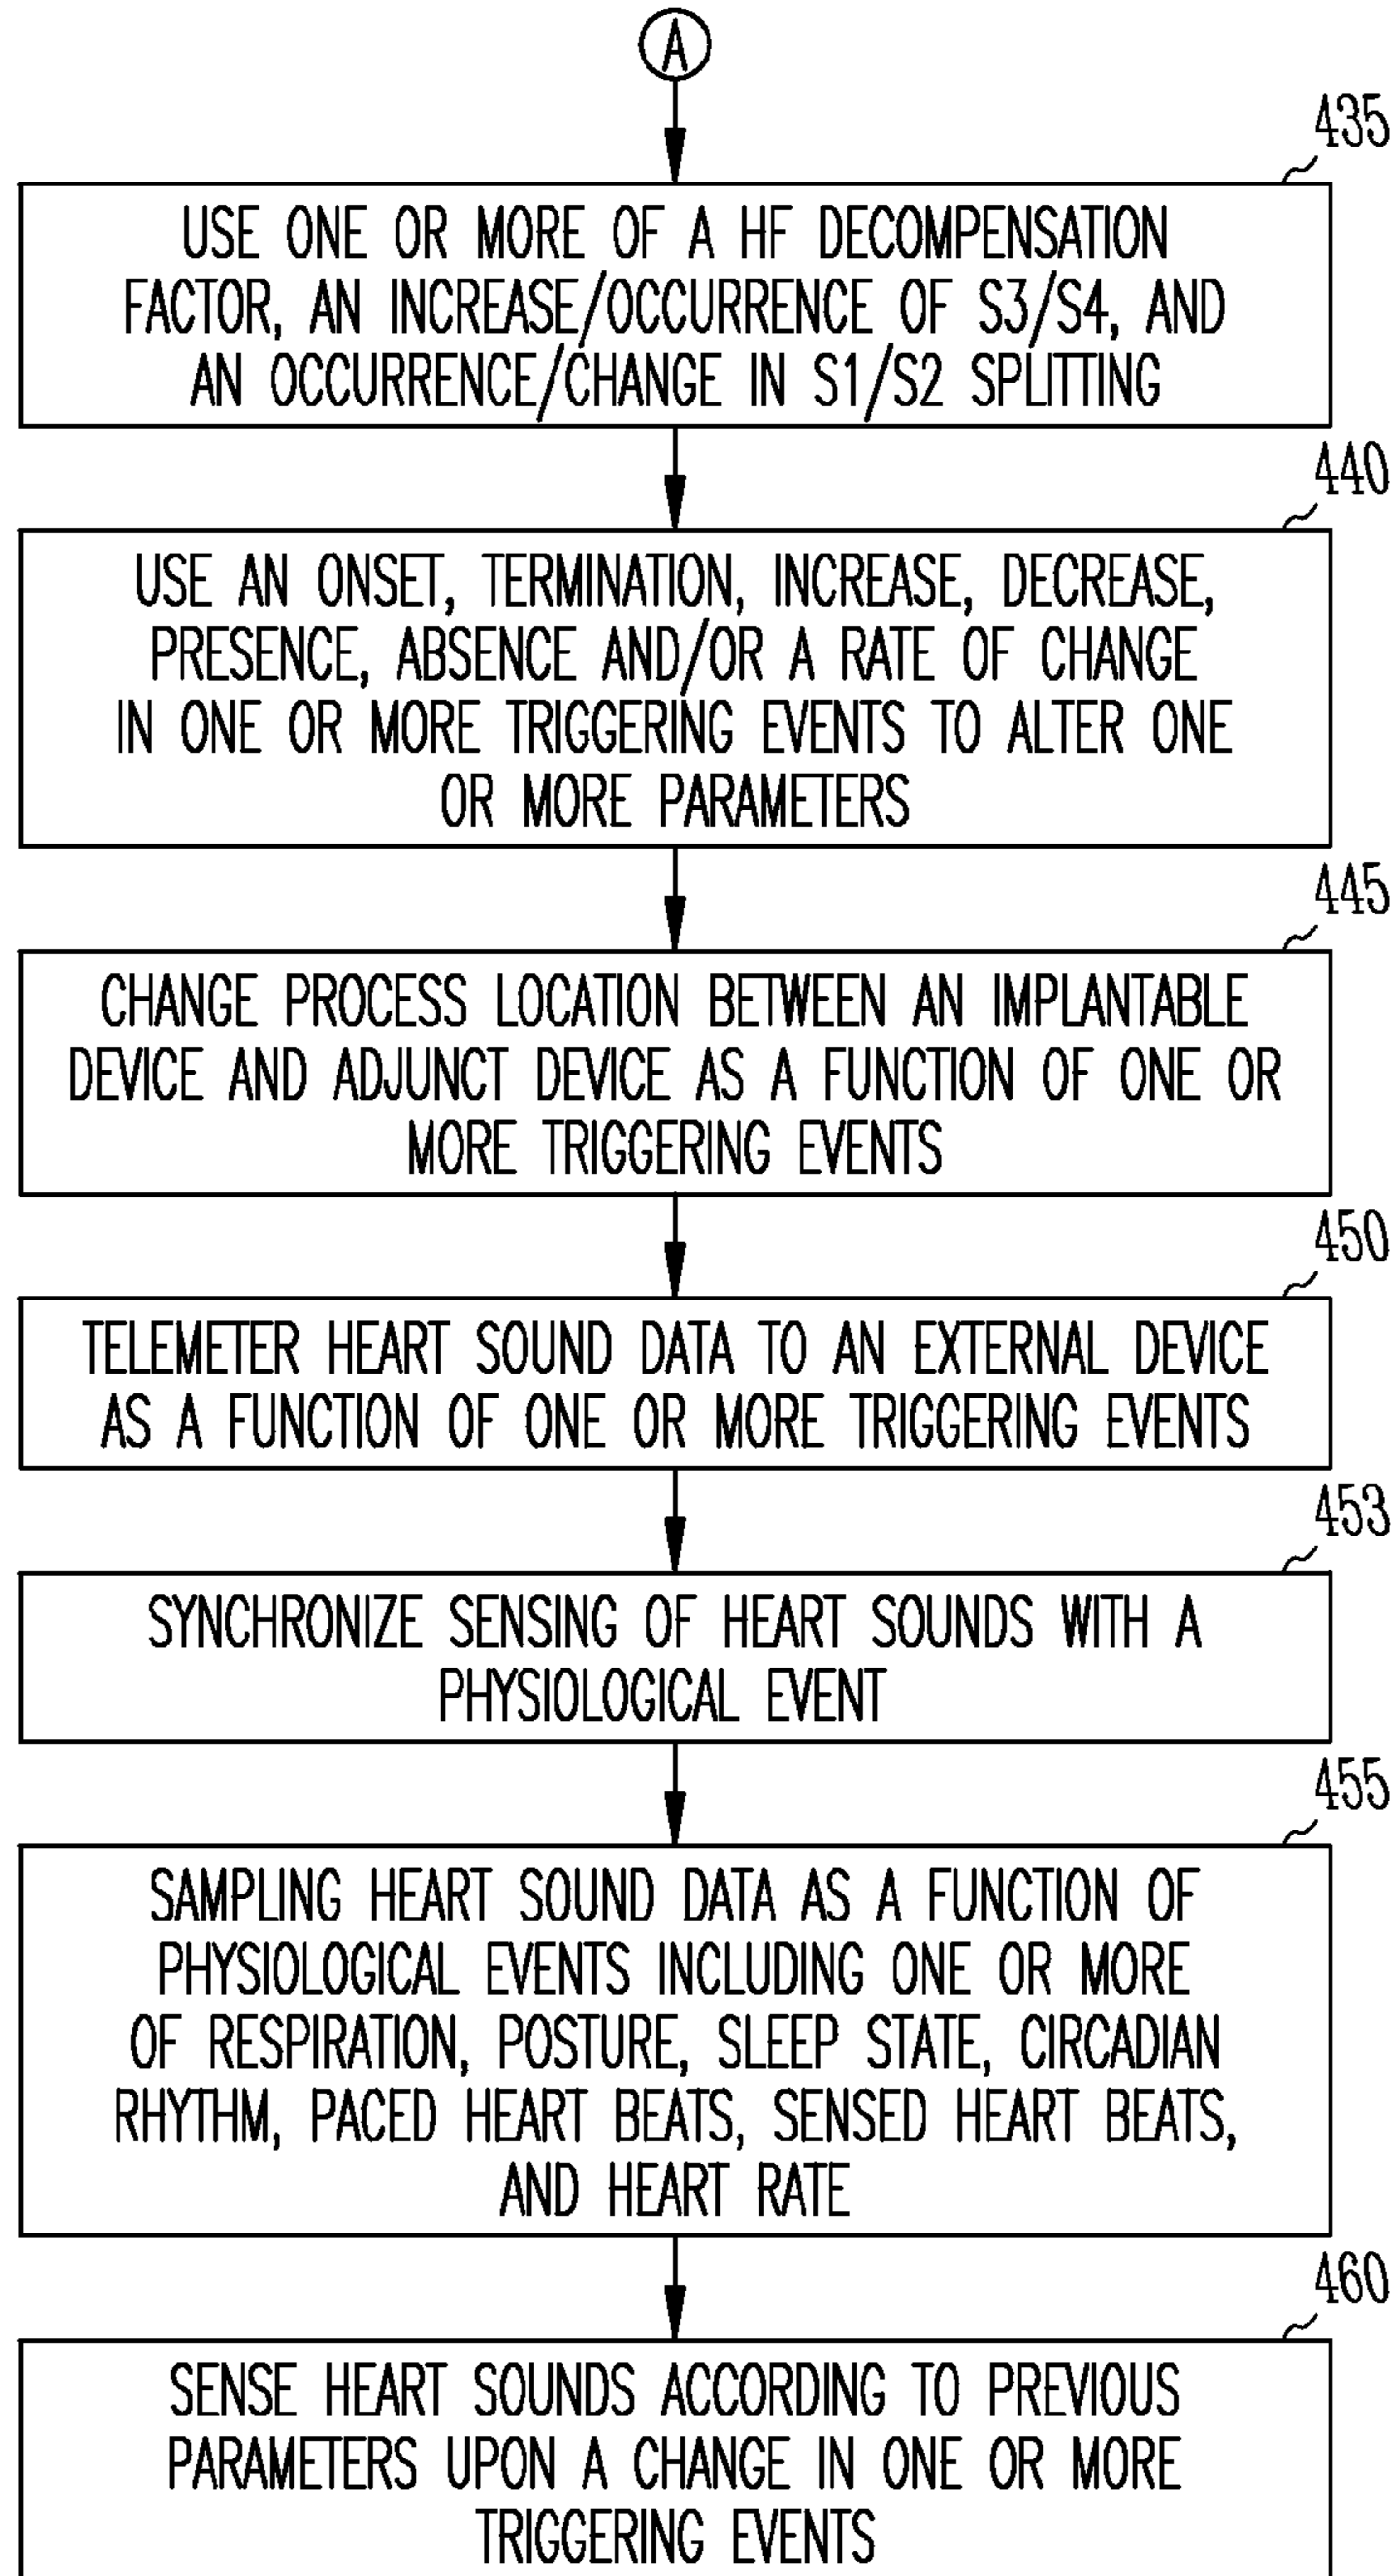 A
435
USE ONE OR MORE OF A HF DECOMPENSATION
FACTOR, AN INCREASE/OCCURRENCE OF S3/S4, AND
AN OCCURRENCE/CHANGE IN S1/S2 SPLITTING
440
USE AN ONSET, TERMINATION, INCREASE, DECREASE,
PRESENCE, ABSENCE AND/OR A RATE OF CHANGE
IN ONE OR MORE TRIGGERING EVENTS TO ALTER ONE
OR MORE PARAMETERS
445
CHANGE PROCESS LOCATION BETWEEN AN IMPLANTABLE
DEVICE AND ADJUNCT DEVICE AS A FUNCTION OF ONE OR
MORE TRIGGERING EVENTS
450
TELEMETER HEART SOUND DATA TO AN EXTERNAL DEVICE
AS A FUNCTION OF ONE OR MORE TRIGGERING EVENTS
453
SYNCHRONIZE SENSING OF HEART SOUNDS WITH A
PHYSIOLOGICAL EVENT
455
SAMPLING HEART SOUND DATA AS A FUNCTION OF
PHYSIOLOGICAL EVENTS INCLUDING ONE OR MORE
OF RESPIRATION, POSTURE, SLEEP STATE, CIRCADIAN
RHYTHM, PACED HEART BEATS, SENSED HEART BEATS,
AND HEART RATE
460
SENSE HEART SOUNDS ACCORDING TO PREVIOUS
PARAMETERS UPON A CHANGE IN ONE OR MORE
TRIGGERING EVENTS